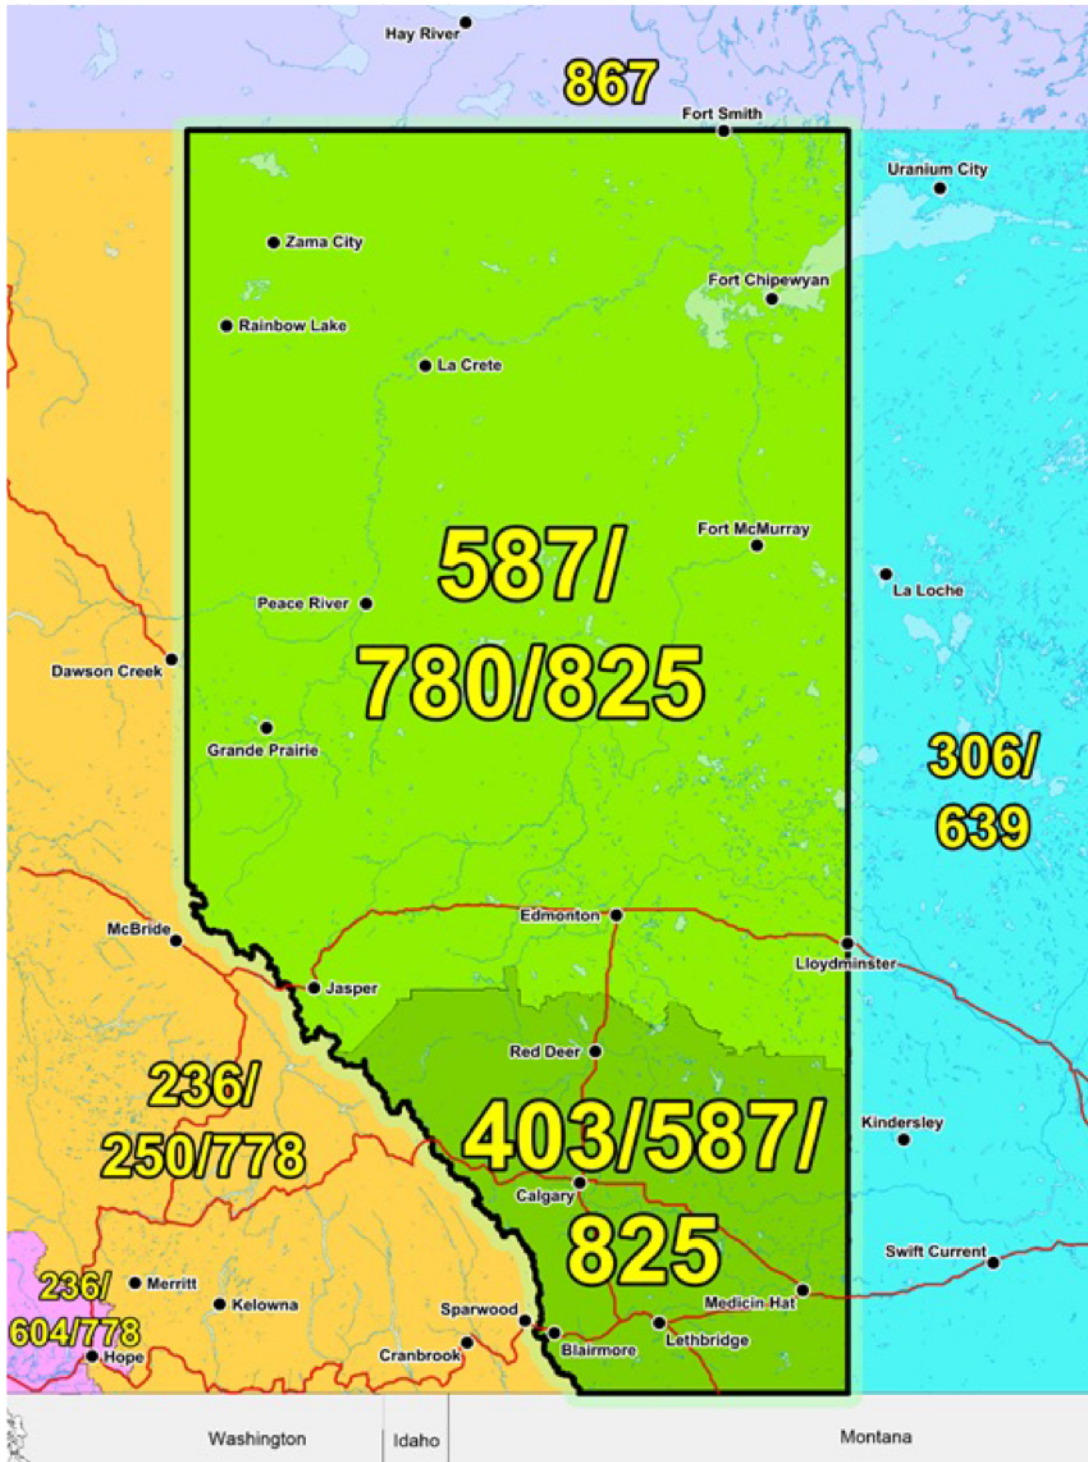 Hay River
867
Fort Smith
Uranium City
Zama City
Fort Chipewyan
Rainbow Lake
La Crete
587/
780/825
Fort McMurray
La Loche
Peace River
Dawson Creek
Grande Prairie
306/
639
Edmonton
McBride
Lloydminster
Jasper
Red Deer
236/
250/778
403/587/
825
Kindersley
Calgary
Swift Current
236/
604/778
Merritt
Kelowna
Medicin Hat
Sparwood
Lethbridge
Blairmore
Cranbrook
Hope
Washington
Idaho
Montana